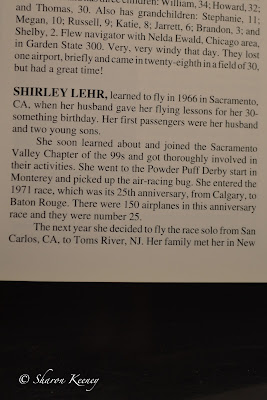 three children: William, 34; Howard, 32;
and Thomas, 30. Also has grandchildren: Stephanie, 11;
Megan, 10; Russell, 9; Katie, 8; Jarrett, 6; Brandon, 3; and
Shelby, 2. Flew navigator with Nelda Ewald, Chicago area,
in Garden State 300. Very, very windy that day. They lost
one airport, briefly and came in twenty-eighth in a field of 30,
but had a great time!
SHIRLEY LEHR, learned to fly in 1966 in Sacramento,
CA, when her husband gave her flying lessons for her 30-
something birthday. Her first passengers were her husband
and two young sons.
She soon learned about and joined the Sacramento
Valley Chapter of the 99s and got thoroughly involved in
their activities. She went to the Powder Puff Derby start in
Monterey and picked up the air-racing bug. She entered the
1971 race, which was its 25th anniversary, from Calgary, to
Baton Rouge. There were 150 airplanes in this anniversary
race and they were number 25.
The next year she decided to fly the race solo from San
Carlos, CA, to Toms River, NJ. Her family met her in New
© Sharon Keeney